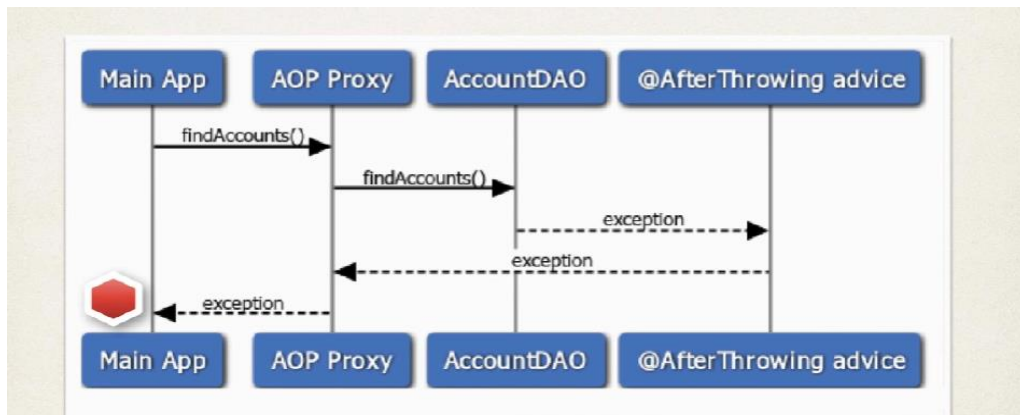 Main App AOP Proxy AccountDAO @AfterThrowing advice
findAccounts()
findAccounts()
exception
exception
exception
Main App AOP Proxy AccountDAO @AfterThrowing advice